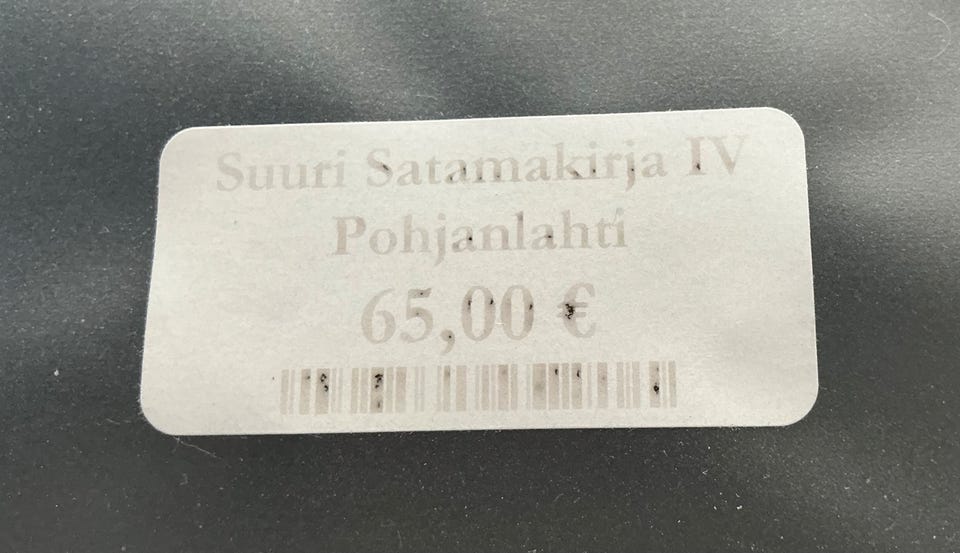 Suuri Satamakirja IV
Pohjanlahti
65,00 €